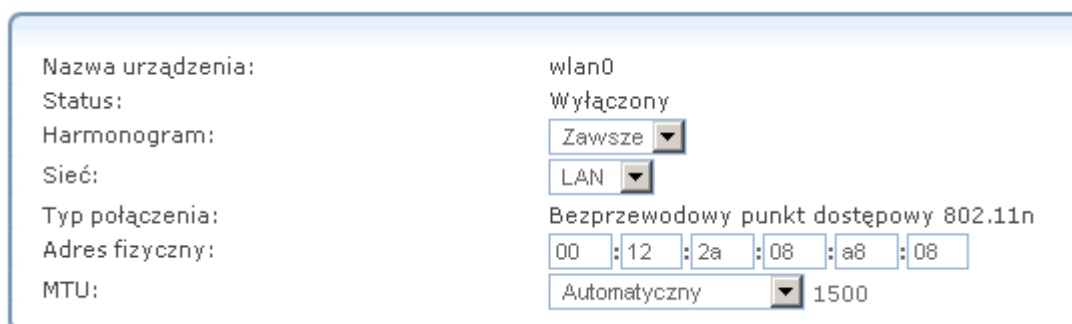 Nazwa urządzenia: wlan0
Status: Wyłączony
Harmonogram: Zawsze
Sieć: LAN
Typ połączenia: Bezprzewodowy punkt dostępowy 802.11n
Adres fizyczny: 00 : 12 : 2a : 08 : a8 : 08
MTU: Automatyczny 1500